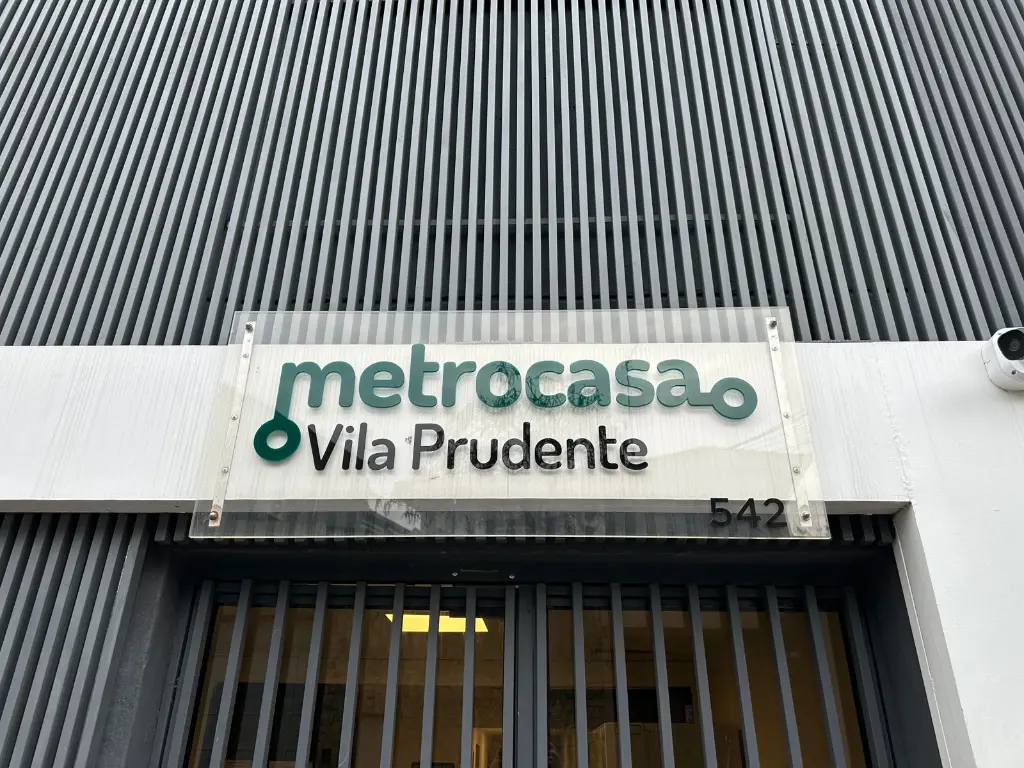 metrocasa
Vila Prudente
542